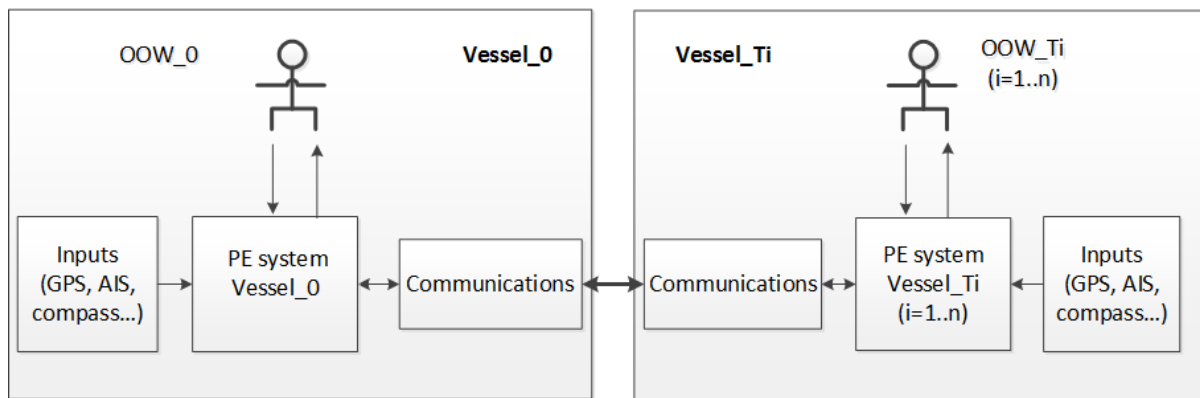 OOW_0
Vessel_0
Inputs
(GPS, AIS,
compass...)
PE system
Vessel_0
Communications
Vessel_Ti
OOW_Ti
(i=1..n)
Communications
PE system
Vessel_Ti
(i=1..n)
Inputs
(GPS, AIS,
compass...)